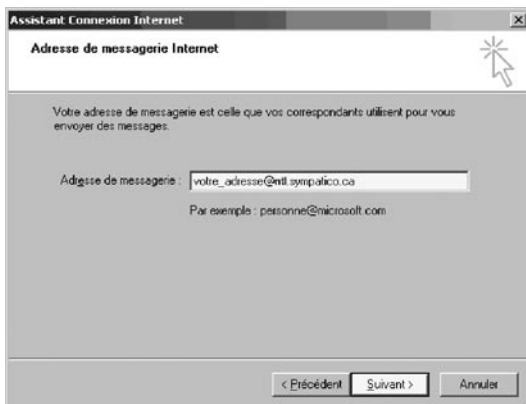 Assistant Connexion Internet
Adresse de messagerie Internet
Votre adresse de messagerie est celle que vos correspondants utilisent pour vous
envoyer des messages.
Adresse de messagerie : votre_adresse@ntl.sympatico.ca
Par exemple : personne@microsoft.com
< Précédent Suivant > Annuler